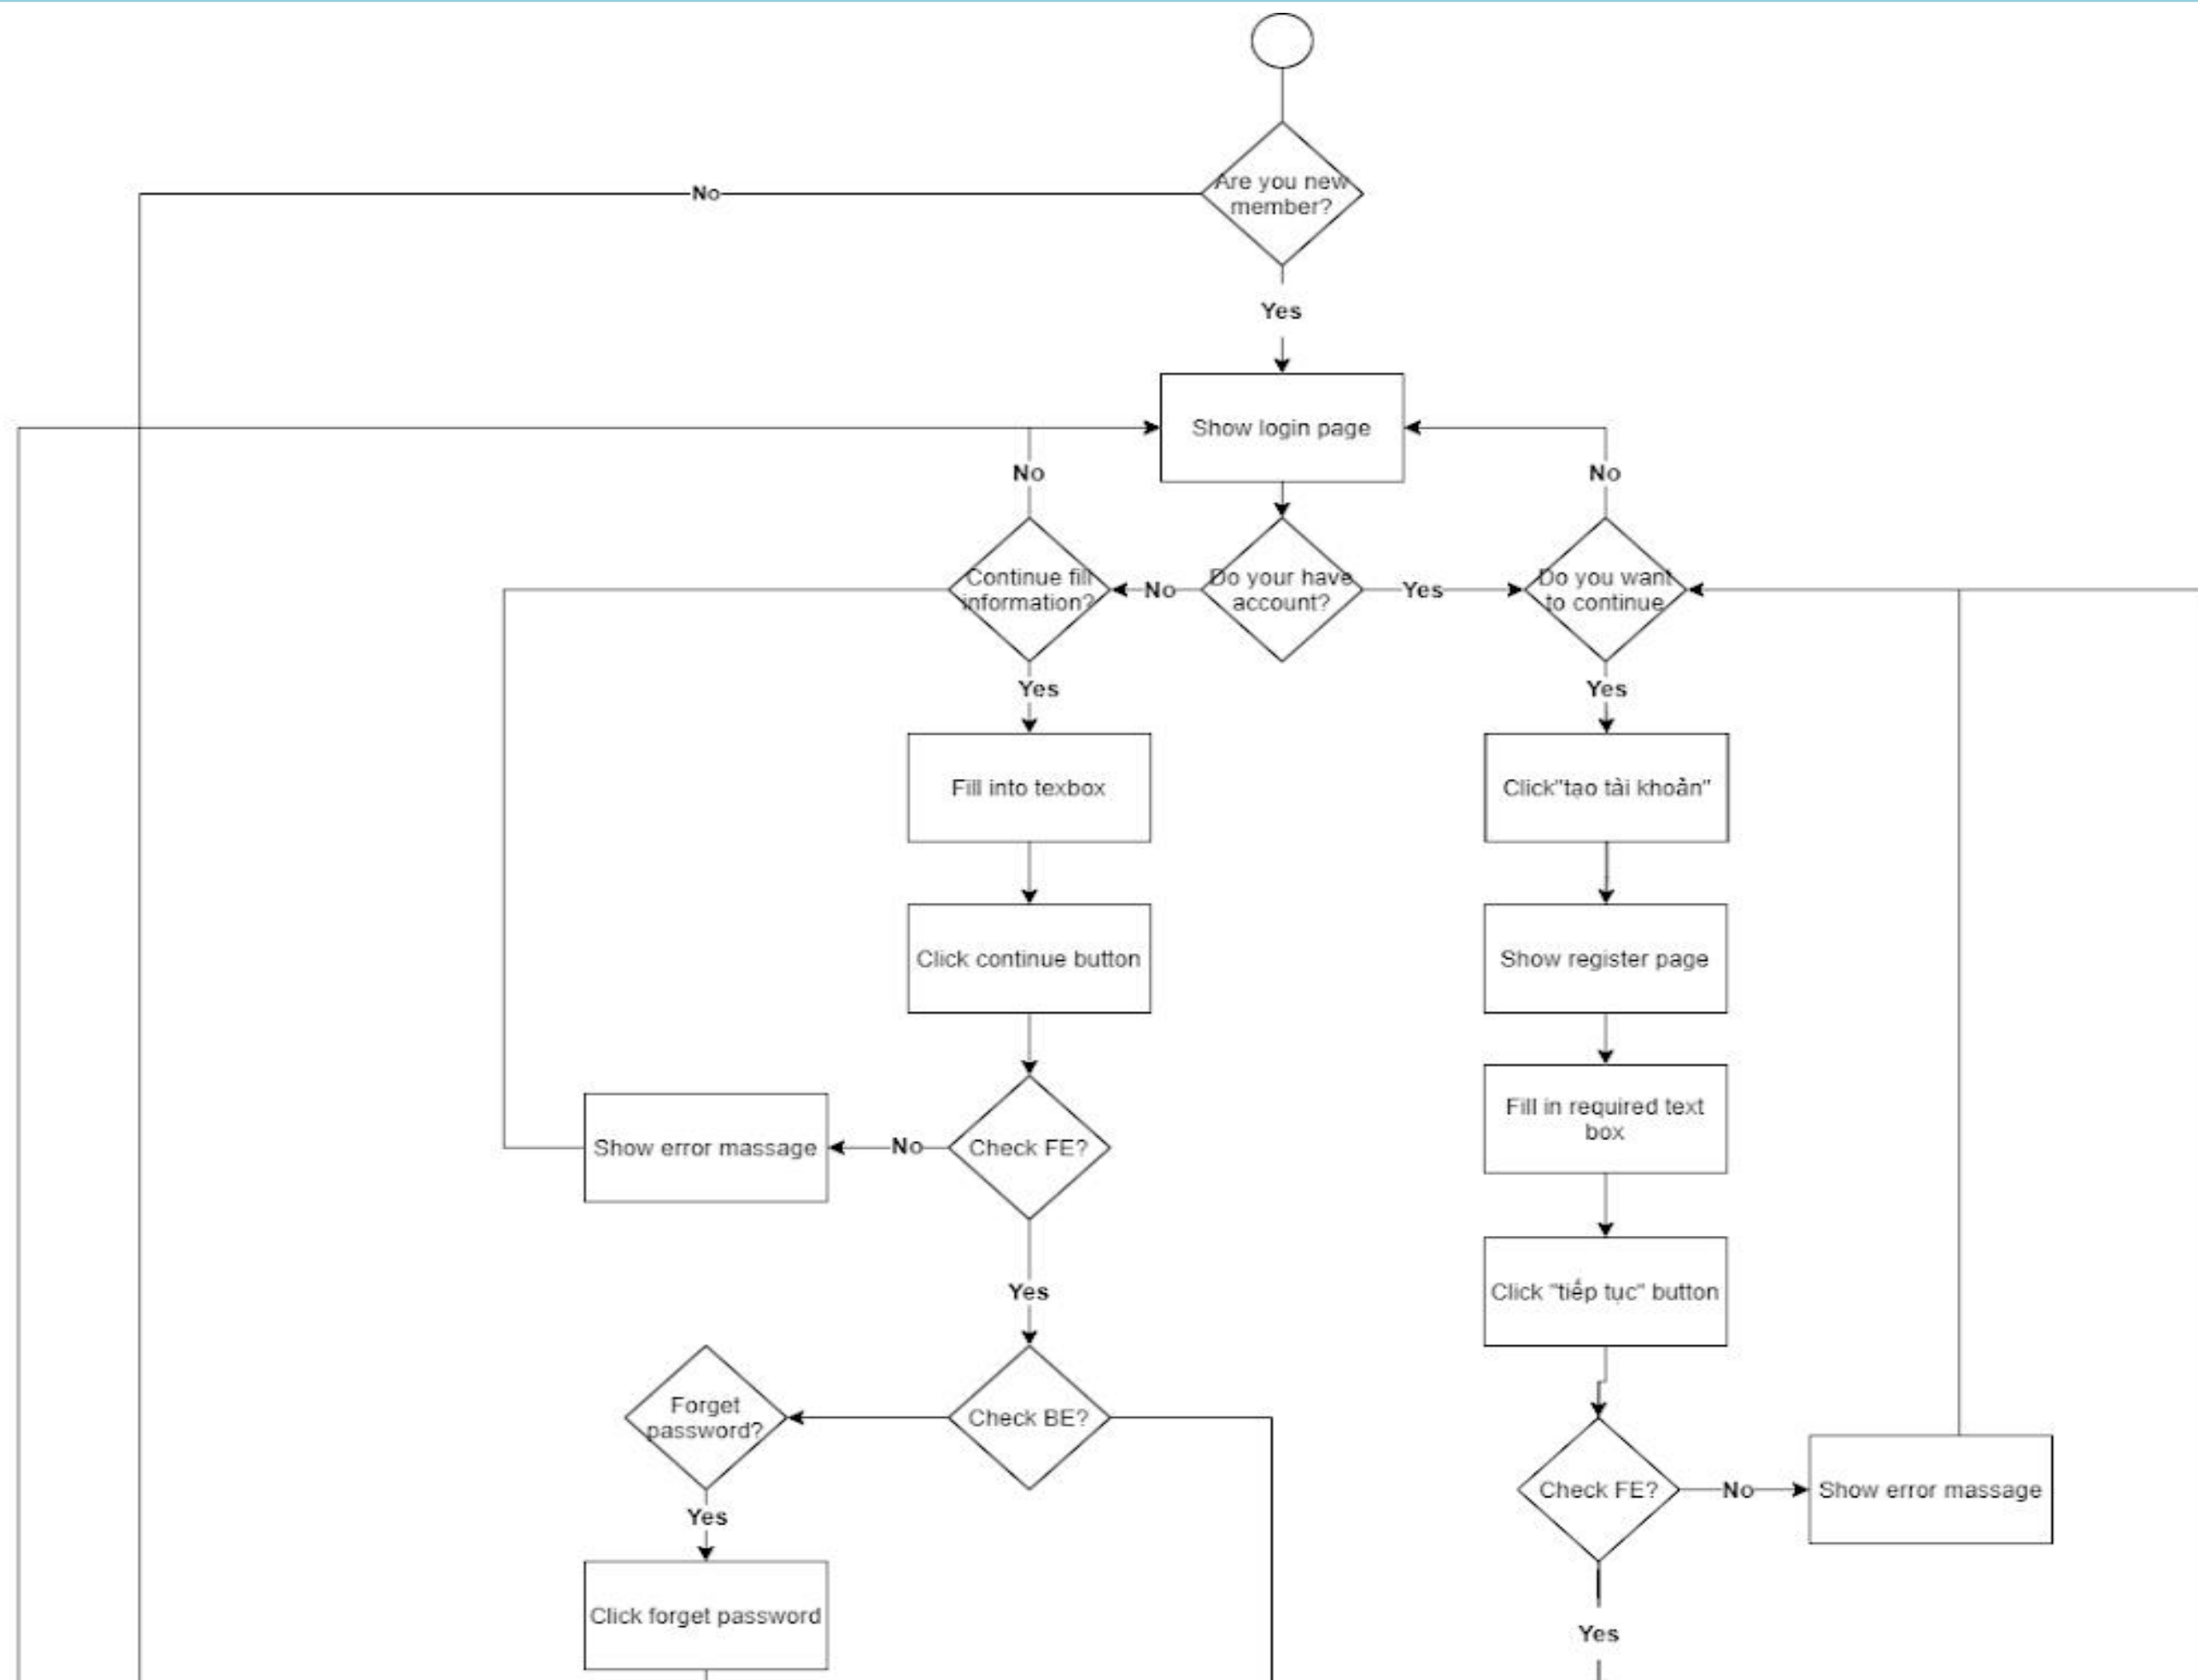 Are you new
member?
No
Yes
Show login page
No
No
Continue fill
information?
No
Do your have
account?
Yes
Do you want
to continue
Yes
Yes
Fill into texbox
Click"tạo tài khoản"
Click continue button
Show register page
Fill in required text
box
Show error massage
No
Check FE?
Yes
Click "tiếp tục" button
Forget
password?
Check BE?
Check FE?
No
Show error massage
Yes
Click forget password
Yes